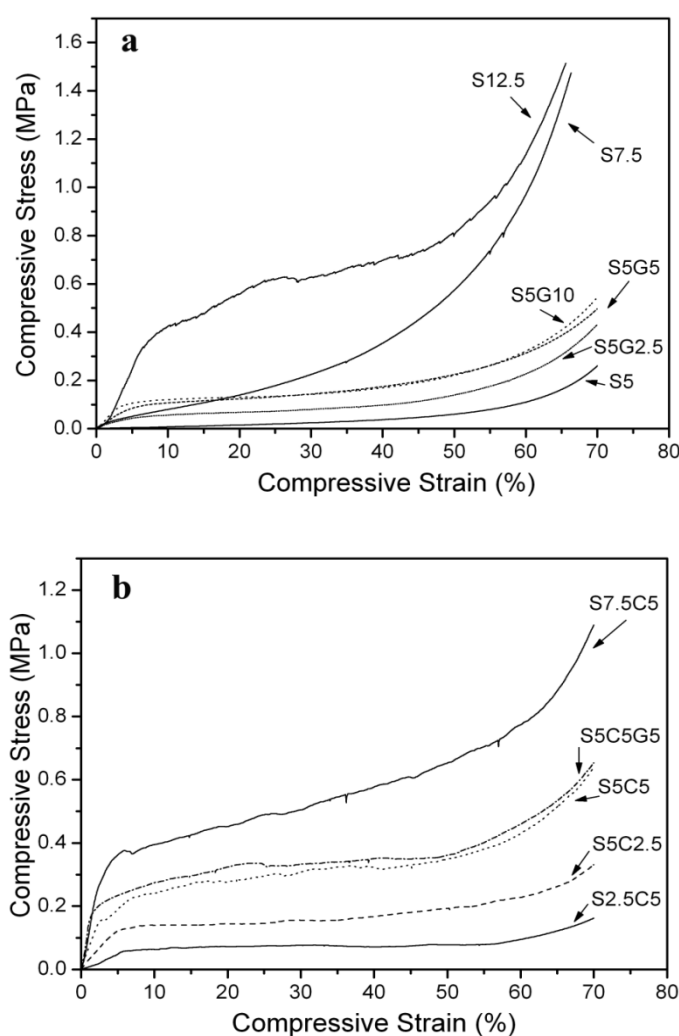 a
1.6
1.4
1.2
1.0
0.8
0.6
0.4
0.2
0.0
Compressive Stress (MPa)
S12.5
S7.5
S5G10
S5G5
S5G2.5
S5
0 10 20 30 40 50 60 70 80
Compressive Strain (%)
b
1.2
1.0
0.8
0.6
0.4
0.2
0.0
Compressive Stress (MPa)
S7.5C5
S5C5G5
S5C5
S5C2.5
S2.5C5
0 10 20 30 40 50 60 70 80
Compressive Strain (%)